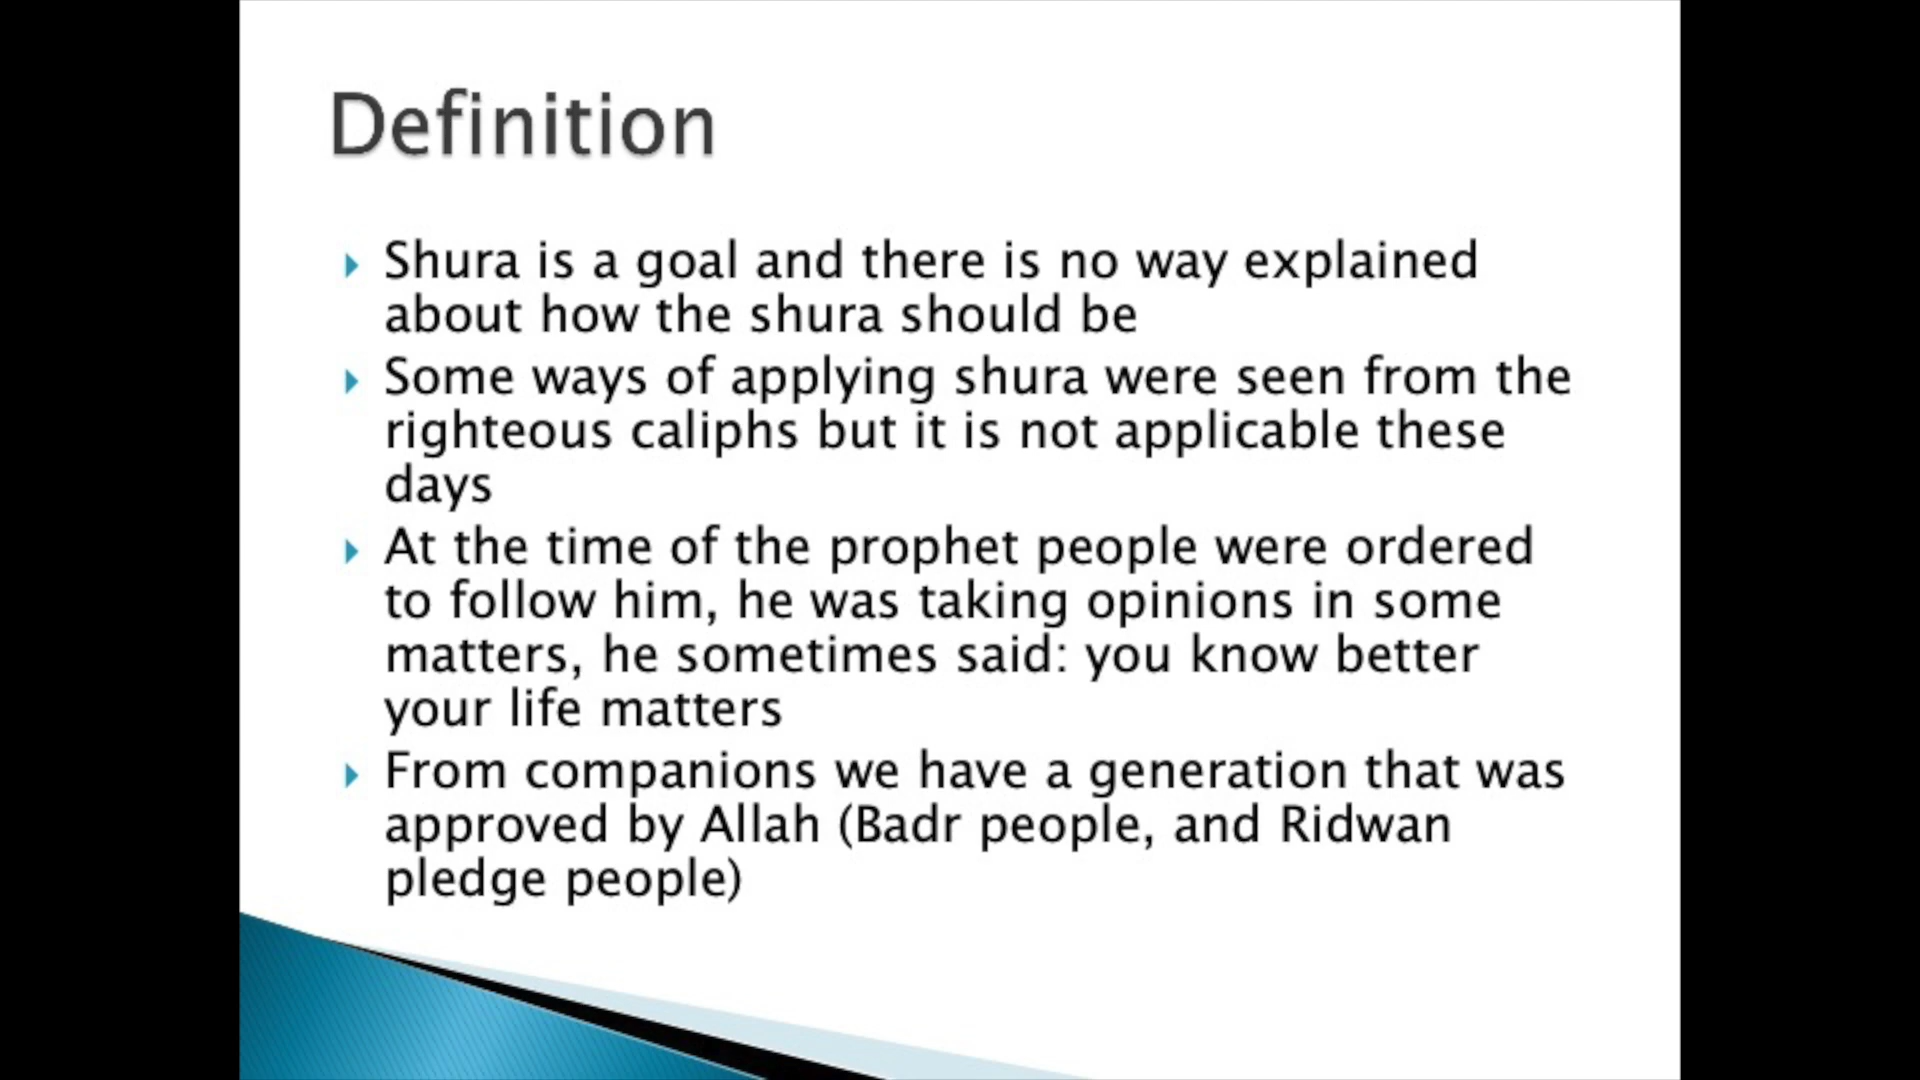 Definition
Shura is a goal and there is no way explained
about how the shura should be
Some ways of applying shura were seen from the
righteous caliphs but it is not applicable these
days
At the time of the prophet people were ordered
to follow him, he was taking opinions in some
matters, he sometimes said: you know better
your life matters
From companions we have a generation that was
approved by Allah (Badr people, and Ridwan
pledge people)